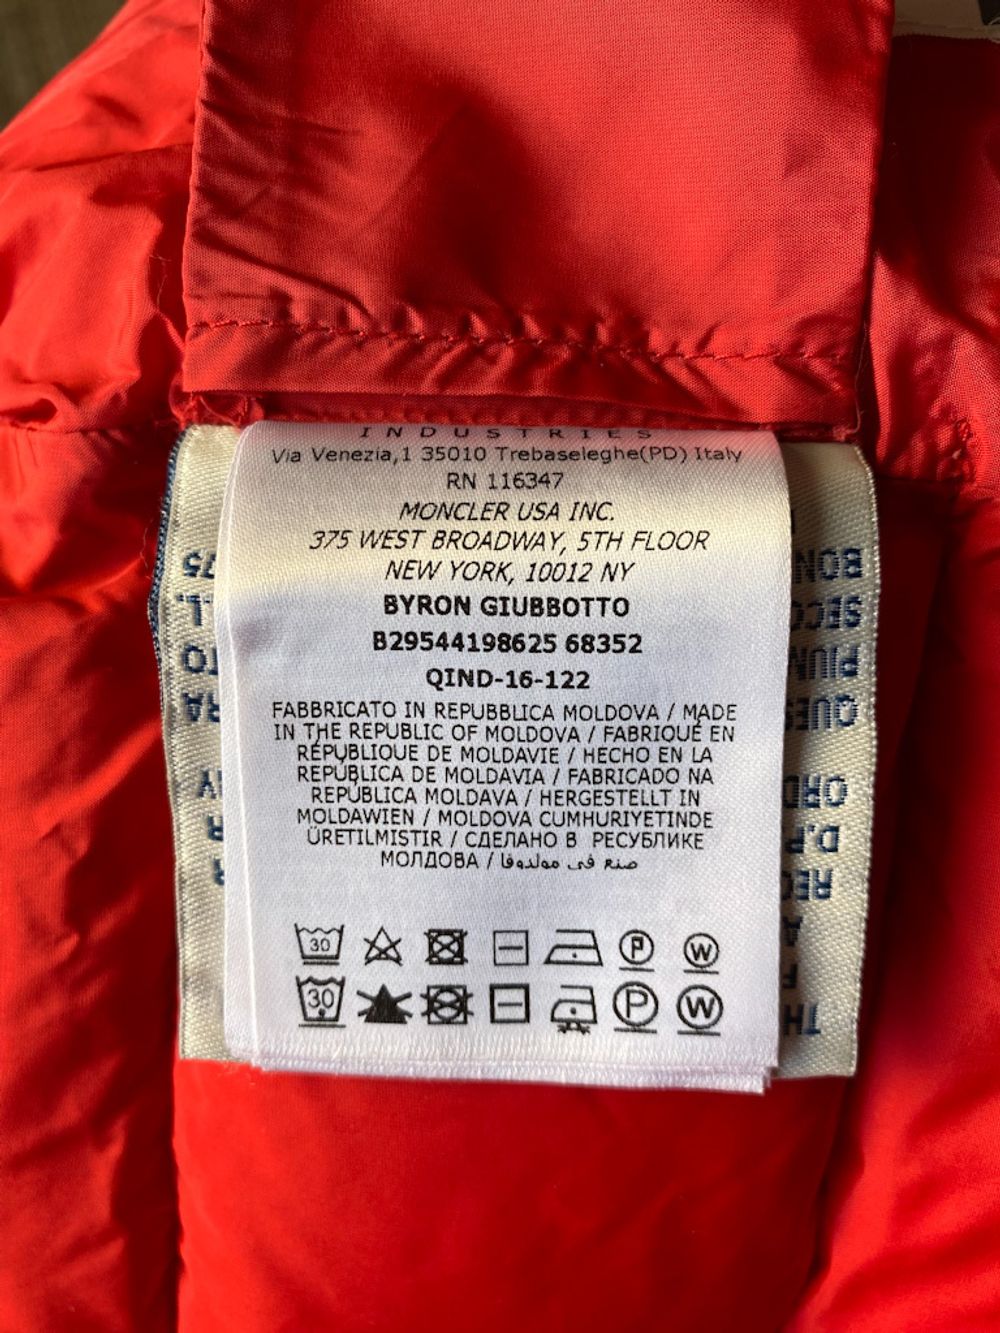 INDUSTRIES
Via Venezia,1 35010 Trebaseleghe(PD) Italy
RN 116347
MONCLER USA INC.
375 WEST BROADWAY, 5TH FLOOR
NEW YORK, 10012 NY
BYRON GIUBBOTTO
B29544198625 68352
QIND-16-122
FABBRICATO IN REPUBBLICA MOLDOVA / MADE
IN THE REPUBLIC OF MOLDOVA / FABRIQUÉ EN
RÉPUBLIQUE DE MOLDAVIE / HECHO EN LA
REPÚBLICA DE MOLDAVIA / FABRICADO NA
REPÚBLICA MOLDAVA / HERGESTELLT IN
MOLDAWIEN / MOLDOVA CUMHURIYETINDE
ÜRETILMISTIR / СДЕЛАНО В РЕСПУБЛИКЕ
МОЛДОВА / صنع في مولدوفا
30 P W
30 P W